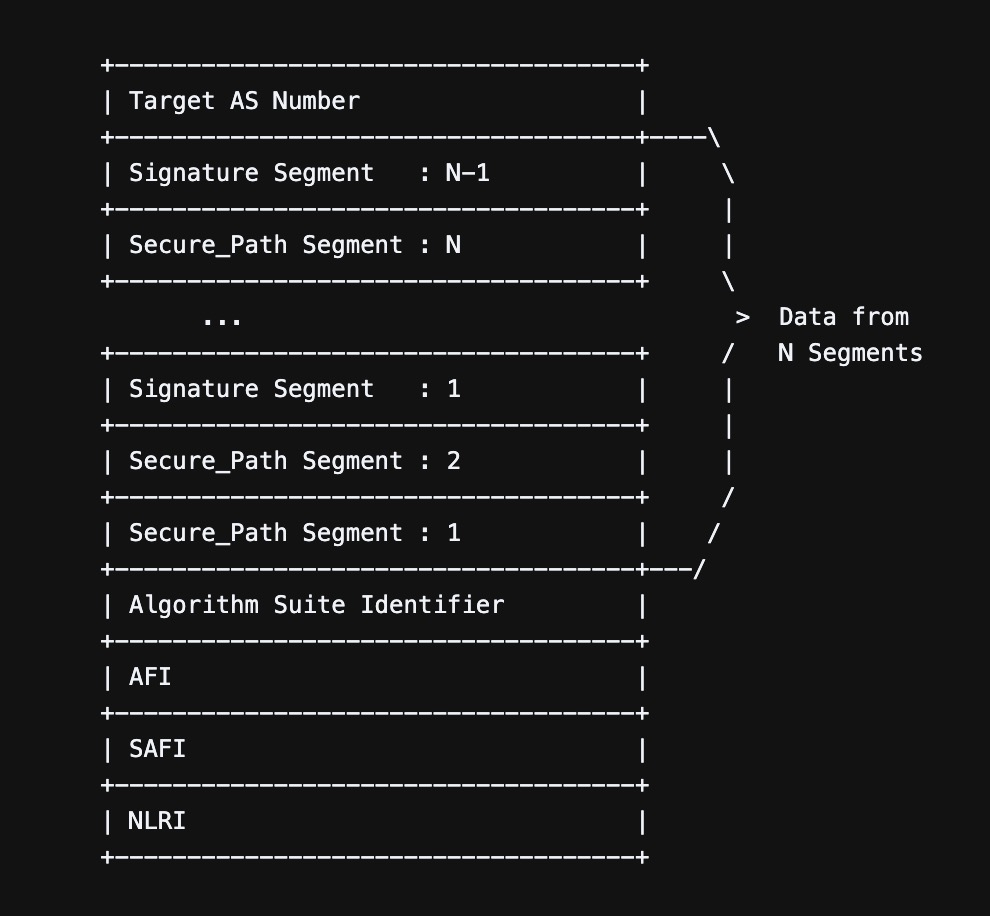 +------------------------------------+
| Target AS Number                   |
+------------------------------------+----\
| Signature Segment   : N-1          |     \
+------------------------------------+     |
| Secure_Path Segment : N            |     |
+------------------------------------+     \
       ...                                  >  Data from
+------------------------------------+     /   N Segments
| Signature Segment   : 1            |     |
+------------------------------------+     |
| Secure_Path Segment : 2            |     |
+------------------------------------+     /
| Secure_Path Segment : 1            |    /
+------------------------------------+---/
| Algorithm Suite Identifier         |
+------------------------------------+
| AFI                                |
+------------------------------------+
| SAFI                               |
+------------------------------------+
| NLRI                               |
+------------------------------------+